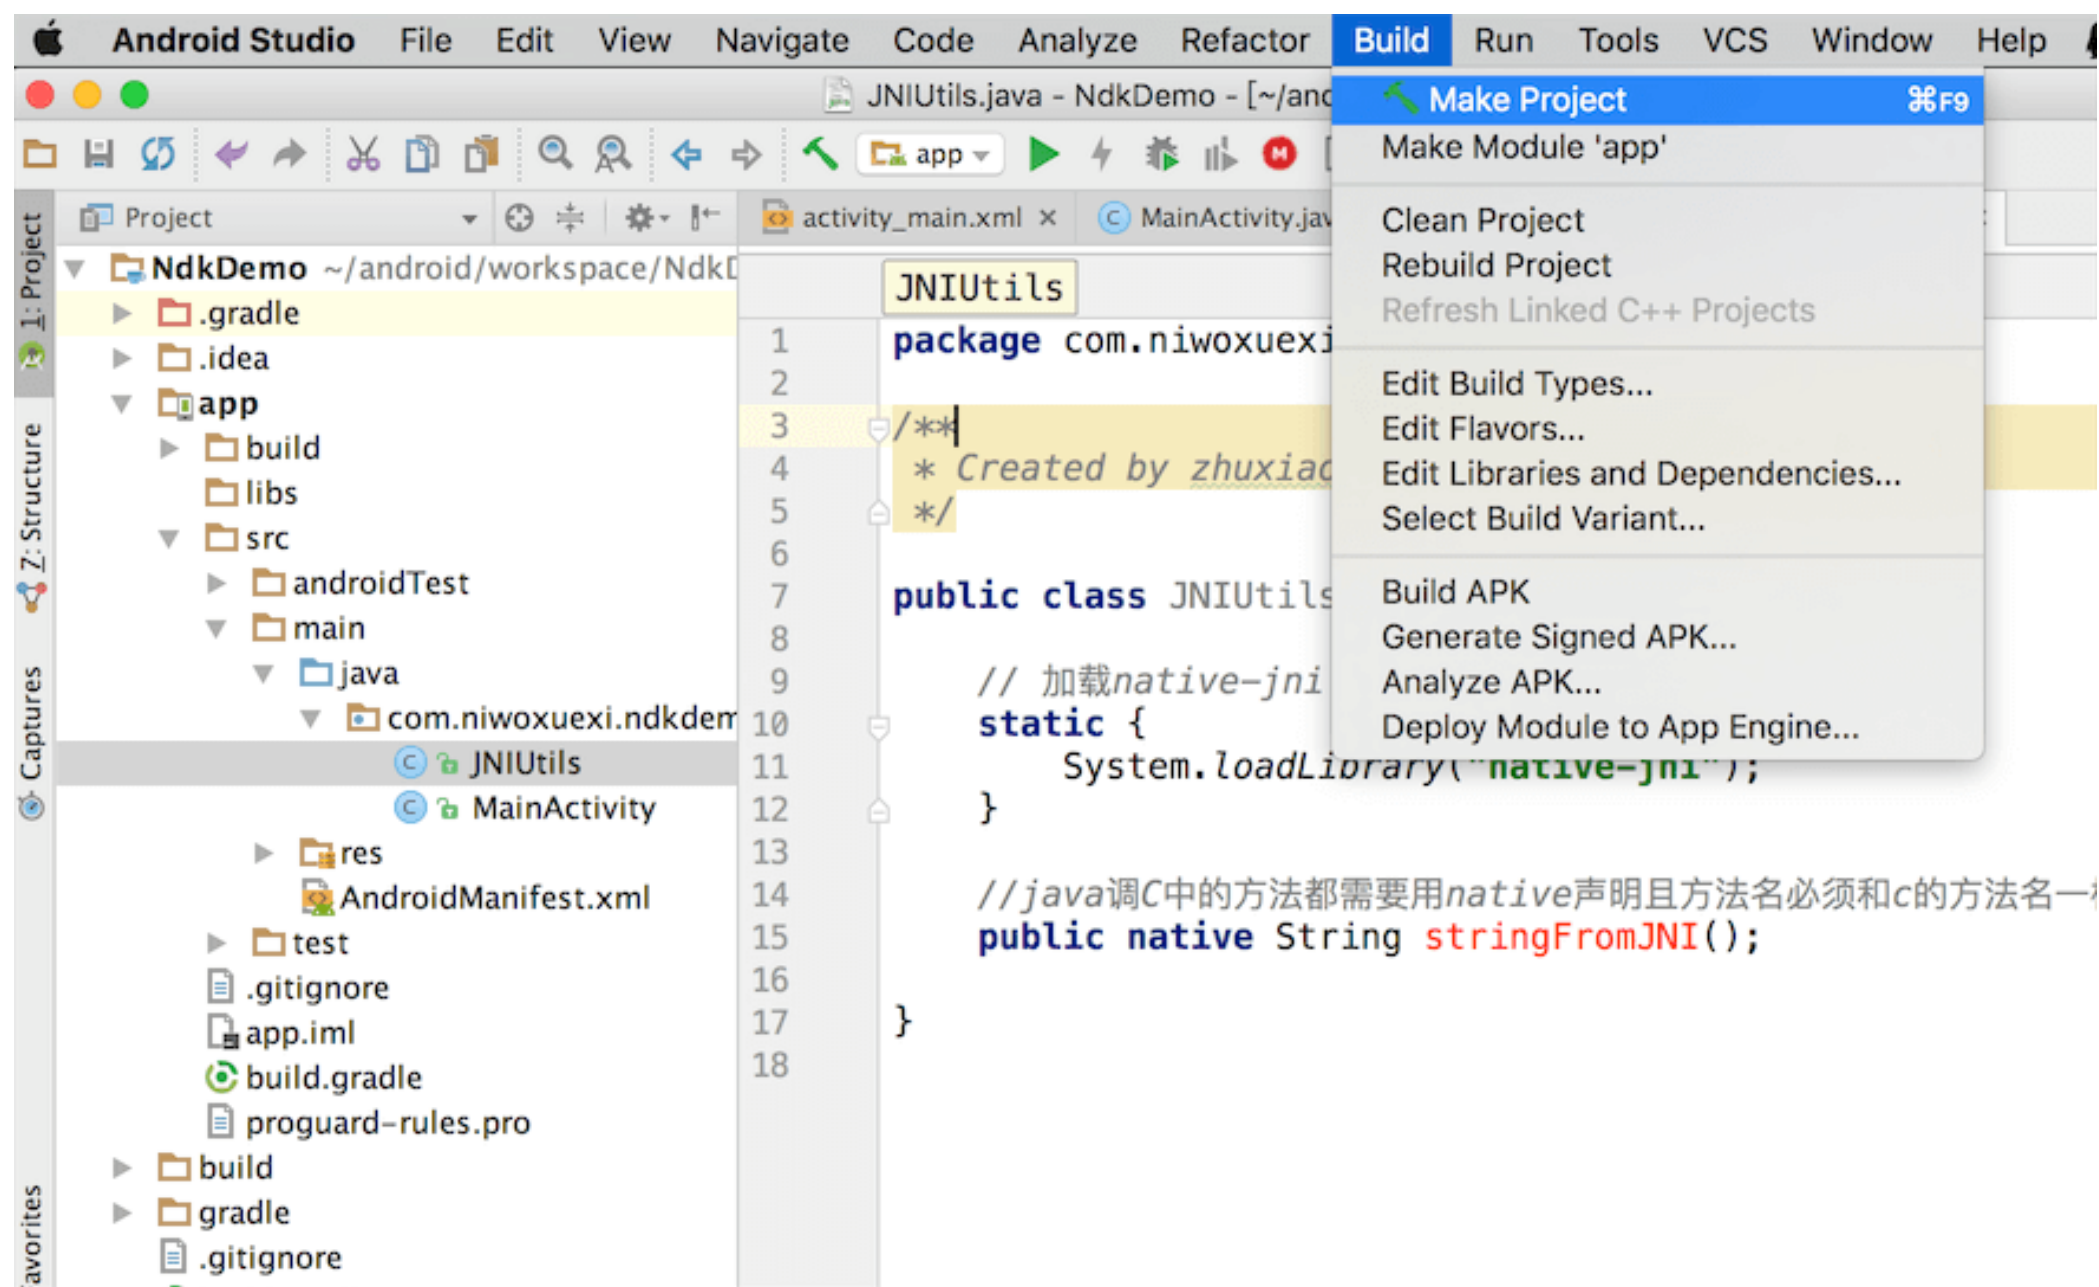 Android Studio File Edit View Navigate Code Analyze Refactor Build Run Tools VCS Window Help
JNIUtils.java - NdkDemo - [~/and
Make Project ⌘F9
Make Module 'app'
Clean Project
Rebuild Project
Refresh Linked C++ Projects
Edit Build Types...
Edit Flavors...
Edit Libraries and Dependencies...
Select Build Variant...
Build APK
Generate Signed APK...
Analyze APK...
Deploy Module to App Engine...
app
1: Project
Z: Structure
Captures
avorites
Project
NdkDemo ~/android/workspace/NdkD
.gradle
.idea
app
build
libs
src
androidTest
main
java
com.niwoxuexi.ndkdem
JNIUtils
MainActivity
res
AndroidManifest.xml
test
.gitignore
app.iml
build.gradle
proguard-rules.pro
build
gradle
.gitignore
activity_main.xml MainActivity.jav
JNIUtils
1 package com.niwoxuexi
2
3 /**
4 * Created by zhuxiao
5 */
6
7 public class JNIUtils
8
9 // 加载native-jni
10 static {
11 System.loadLibrary("native-jni");
12 }
13
14 //java调C中的方法都需要用native声明且方法名必须和c的方法名一
15 public native String stringFromJNI();
16
17 }
18